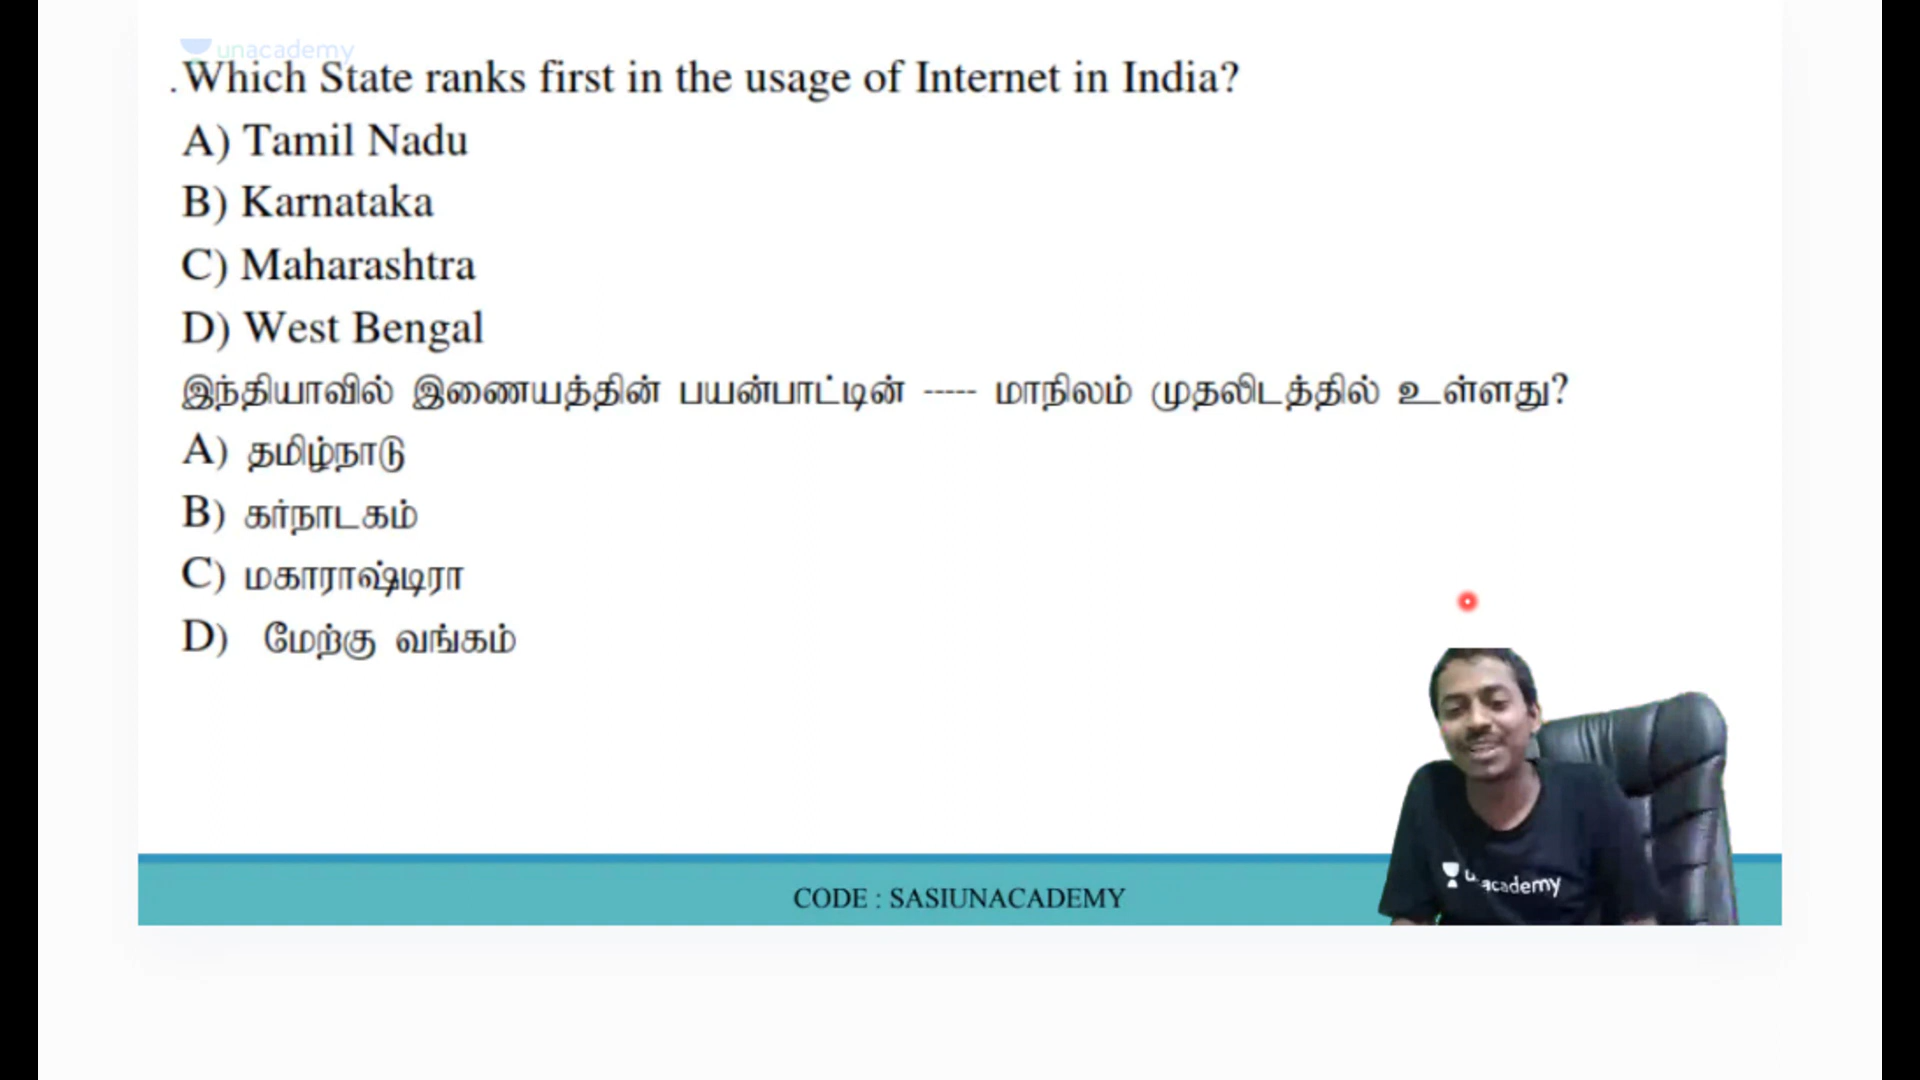 unacademy
.Which State ranks first in the usage of Internet in India?
A) Tamil Nadu
B) Karnataka
C) Maharashtra
D) West Bengal
இந்தியாவில் இணையத்தின் பயன்பாட்டின் ----- மாநிலம் முதலிடத்தில் உள்ளது?
A) தமிழ்நாடு
B) கர்நாடகம்
C) மகாராஷ்டிரா
D) மேற்கு வங்கம்
unacademy
CODE : SASIUNACADEMY